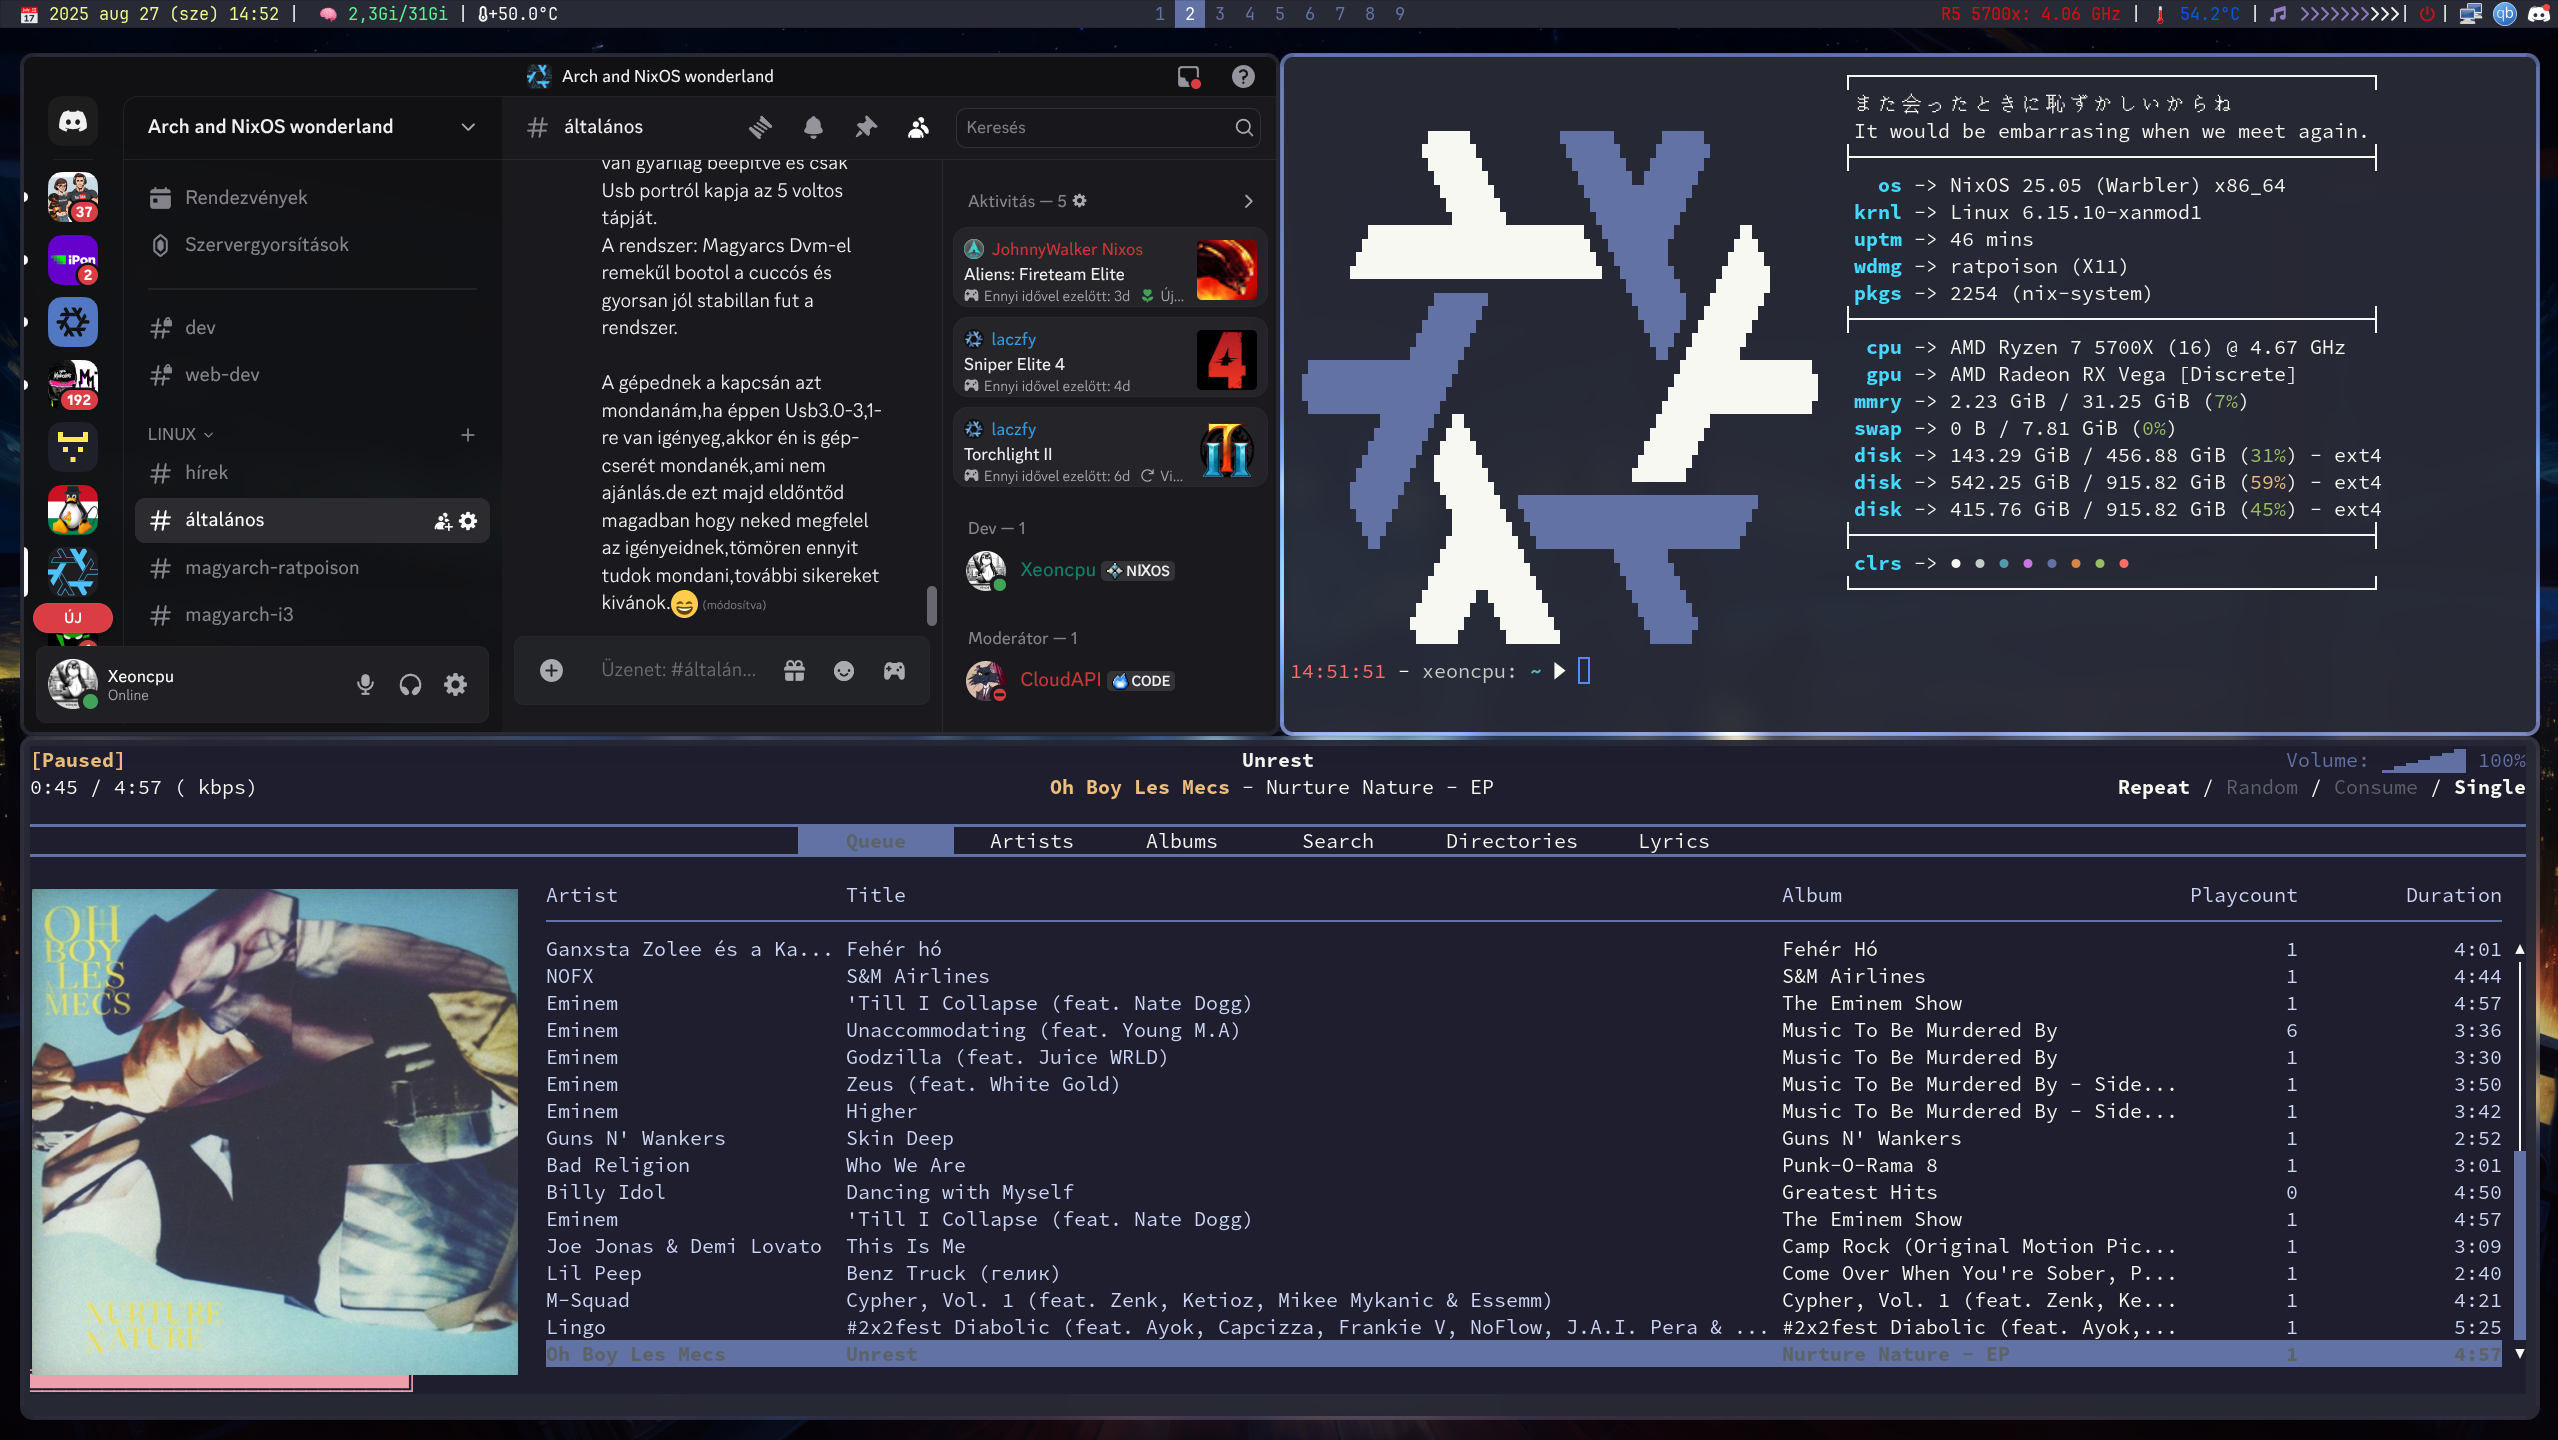 17 2025 aug 27 (sze) 14:52 | 2,3Gi/31Gi | +50.0°C
1 2 3 4 5 6 7 8 9
R5 5700x: 4.06 GHz | 54.2°C | >>>>>>>>>>>| | qb
Arch and NixOS wonderland
37
iPon
2
192
ÚJ
Arch and NixOS wonderland
Rendezvények
Szervergyorsítások
dev
web-dev
LINUX
hírek
általános
magyarch-ratpoison
magyarch-i3
Xeoncpu
Online
általános
Keresés
van gyárilag beépítve és csak
Usb portról kapja az 5 voltos
tápját.
A rendszer: Magyarcs Dvm-el
remekűl bootol a cuccós és
gyorsan jól stabillan fut a
rendszer.
A gépednek a kapcsán azt
mondanám,ha éppen Usb3.0-3,1-
re van igényeg,akkor én is gép-
cserét mondanék,ami nem
ajánlás.de ezt majd eldőntőd
magadban hogy neked megfelel
az igényeidnek,tömören ennyit
tudok mondani,további sikereket
kivánok. (módosítva)
Üzenet: #általán...
Aktivitás — 5
JohnnyWalker Nixos
Aliens: Fireteam Elite
Ennyi idővel ezelőtt: 3d Új...
laczfy
Sniper Elite 4
Ennyi idővel ezelőtt: 4d
4
laczfy
Torchlight II
Ennyi idővel ezelőtt: 6d Vi...
Dev — 1
Xeoncpu NIXOS
Moderátor — 1
CloudAPI CODE
また会ったときに恥ずかしいからね
It would be embarrasing when we meet again.
os -> NixOS 25.05 (Warbler) x86_64
krnl -> Linux 6.15.10-xanmod1
uptm -> 46 mins
wdmg -> ratpoison (X11)
pkgs -> 2254 (nix-system)
cpu -> AMD Ryzen 7 5700X (16) @ 4.67 GHz
gpu -> AMD Radeon RX Vega [Discrete]
mmry -> 2.23 GiB / 31.25 GiB (7%)
swap -> 0 B / 7.81 GiB (0%)
disk -> 143.29 GiB / 456.88 GiB (31%) - ext4
disk -> 542.25 GiB / 915.82 GiB (59%) - ext4
disk -> 415.76 GiB / 915.82 GiB (45%) - ext4
clrs -> ● ● ● ● ● ● ● ●
14:51:51 - xeoncpu: ~
[Paused] Unrest Volume: 100%
0:45 / 4:57 ( kbps) Oh Boy Les Mecs - Nurture Nature - EP Repeat / Random / Consume / Single
Queue Artists Albums Search Directories Lyrics
OH
BOY
LES
MECS
NURTURE
NATURE
Artist Title Album Playcount Duration
Ganxsta Zolee és a Ka... Fehér hó Fehér Hó 1 4:01
NOFX S&M Airlines S&M Airlines 1 4:44
Eminem 'Till I Collapse (feat. Nate Dogg) The Eminem Show 1 4:57
Eminem Unaccommodating (feat. Young M.A) Music To Be Murdered By 6 3:36
Eminem Godzilla (feat. Juice WRLD) Music To Be Murdered By 1 3:30
Eminem Zeus (feat. White Gold) Music To Be Murdered By - Side... 1 3:50
Eminem Higher Music To Be Murdered By - Side... 1 3:42
Guns N' Wankers Skin Deep Guns N' Wankers 1 2:52
Bad Religion Who We Are Punk-O-Rama 8 1 3:01
Billy Idol Dancing with Myself Greatest Hits 0 4:50
Eminem 'Till I Collapse (feat. Nate Dogg) The Eminem Show 1 4:57
Joe Jonas & Demi Lovato This Is Me Camp Rock (Original Motion Pic... 1 3:09
Lil Peep Benz Truck (гелик) Come Over When You're Sober, P... 1 2:40
M-Squad Cypher, Vol. 1 (feat. Zenk, Ketioz, Mikee Mykanic & Essemm) Cypher, Vol. 1 (feat. Zenk, Ke... 1 4:21
Lingo #2x2fest Diabolic (feat. Ayok, Capcizza, Frankie V, NoFlow, J.A.I. Pera & ... #2x2fest Diabolic (feat. Ayok,... 1 5:25
Oh Boy Les Mecs Unrest Nurture Nature - EP 1 4:57